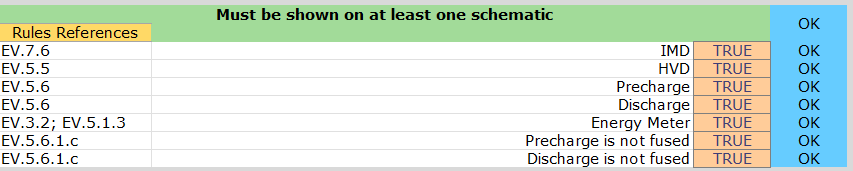 Must be shown on at least one schematic OK
Rules References
EV.7.6 IMD TRUE OK
EV.5.5 HVD TRUE OK
EV.5.6 Precharge TRUE OK
EV.5.6 Discharge TRUE OK
EV.3.2; EV.5.1.3 Energy Meter TRUE OK
EV.5.6.1.c Precharge is not fused TRUE OK
EV.5.6.1.c Discharge is not fused TRUE OK